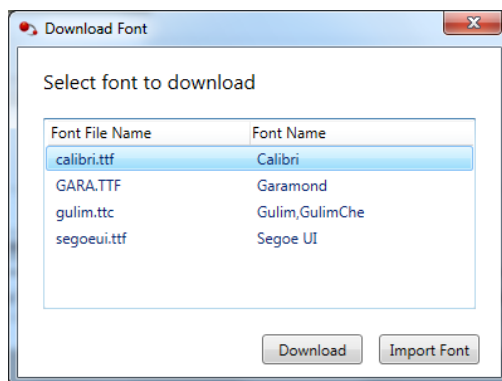 Download Font
Select font to download
Font File Name Font Name
calibri.ttf Calibri
GARA.TTF Garamond
gulim.ttc Gulim,GulimChe
segoeui.ttf Segoe UI
Download Import Font